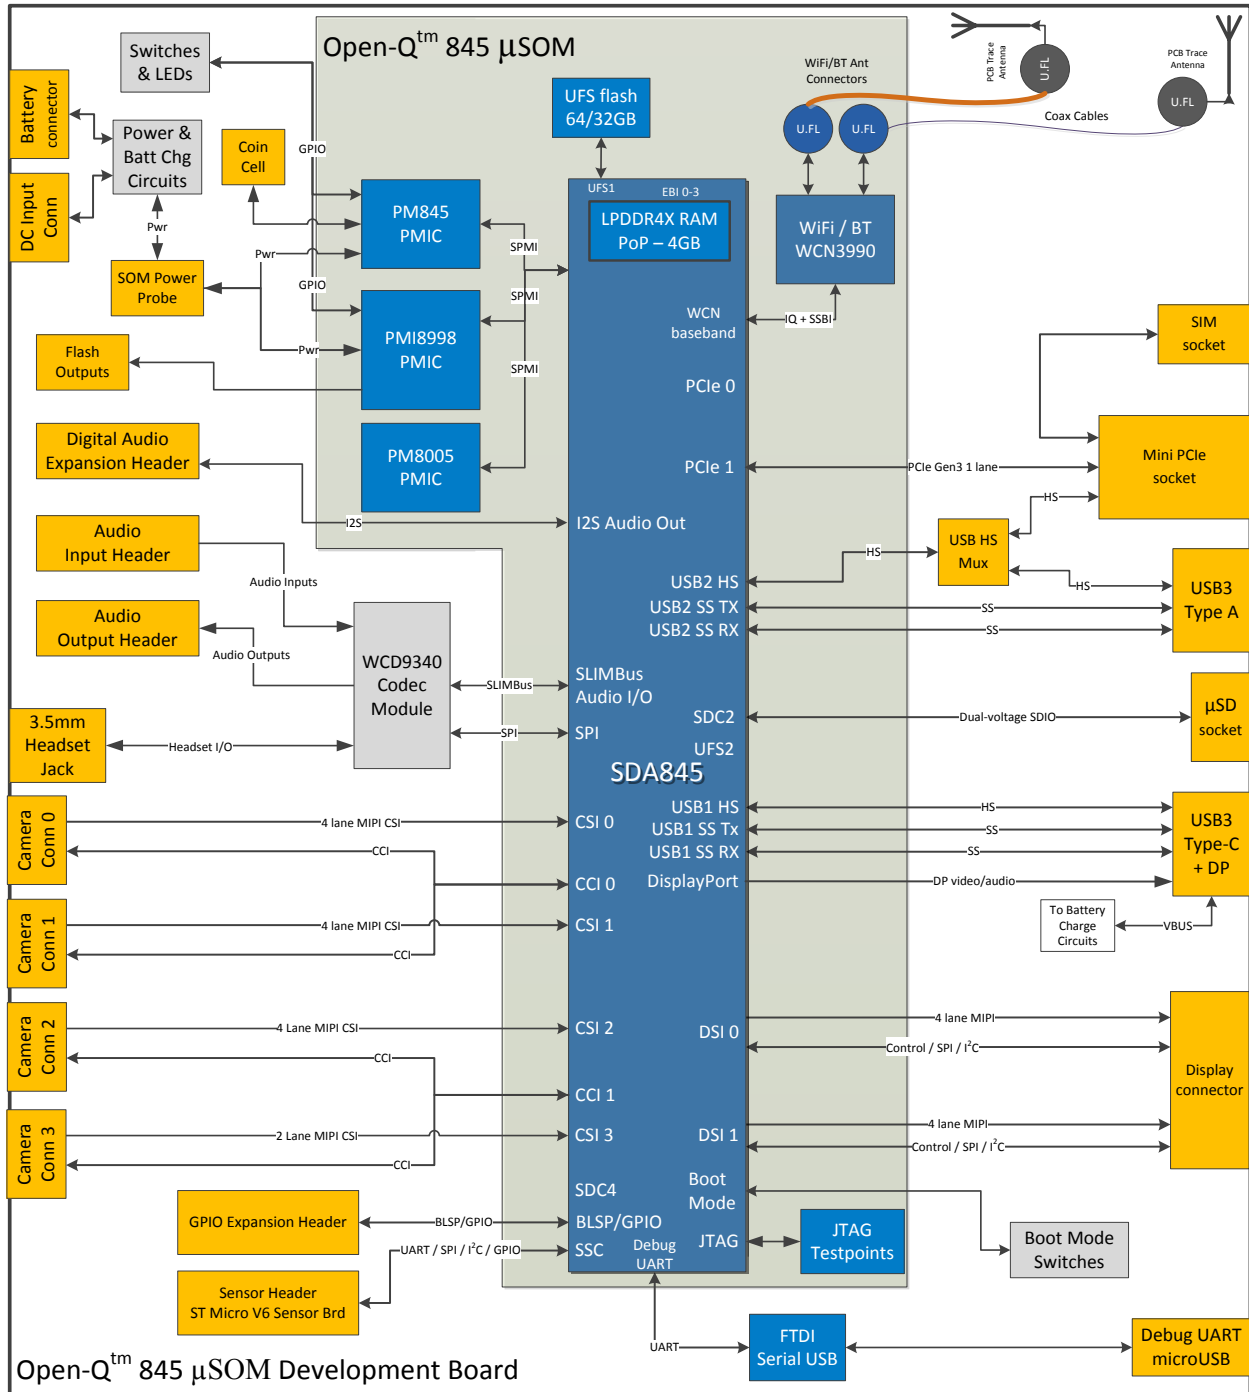 Open-Q™ 845 µSOM
Switches
& LEDs
Battery
connector
Power &
Batt Chg
Circuits
DC Input
Conn
Pwr
SOM Power
Probe
Coin
Cell
GPIO
GPIO
Pwr
Pwr
Flash
Outputs
UFS flash
64/32GB
UFS1
EBI 0-3
LPDDR4X RAM
PoP – 4GB
PM845
PMIC
PMI8998
PMIC
PM8005
PMIC
SPMI
SPMI
SPMI
WiFi/BT Ant
Connectors
U.FL
U.FL
U.FL
U.FL
PCB Trace
Antenna
PCB Trace
Antenna
Coax Cables
WiFi / BT
WCN3990
WCN
baseband
IQ + SSBI
PCIe 0
PCIe 1
PCIe Gen3 1 lane
SIM
socket
Mini PCIe
socket
HS
USB HS
Mux
HS
HS
USB3
Type A
Digital Audio
Expansion Header
I2S
I2S Audio Out
Audio
Input Header
Audio Inputs
Audio
Output Header
Audio Outputs
WCD9340
Codec
Module
SLIMBus
SLIMBus
Audio I/O
SPI
SPI
3.5mm
Headset
Jack
Headset I/O
USB2 HS
USB2 SS TX
SS
USB2 SS RX
SS
SDC2
Dual-voltage SDIO
µSD
socket
UFS2
SDA845
USB1 HS
HS
USB1 SS Tx
SS
USB1 SS RX
SS
DisplayPort
DP video/audio
USB3
Type-C
+ DP
To Battery
Charge
Circuits
VBUS
Camera
Conn 0
4 lane MIPI CSI
CSI 0
CCI
CCI 0
Camera
Conn 1
4 lane MIPI CSI
CSI 1
CCI
Camera
Conn 2
4 Lane MIPI CSI
CSI 2
CCI
CCI 1
Camera
Conn 3
2 Lane MIPI CSI
CSI 3
CCI
DSI 0
4 lane MIPI
Control / SPI / I²C
Display
connector
DSI 1
4 lane MIPI
Control / SPI / I²C
SDC4
Boot
Mode
Boot Mode
Switches
GPIO Expansion Header
BLSP/GPIO
BLSP/GPIO
UART / SPI / I²C / GPIO
SSC
Debug
UART
JTAG
JTAG
Testpoints
Sensor Header
ST Micro V6 Sensor Brd
UART
FTDI
Serial USB
Debug UART
microUSB
Open-Q™ 845 µSOM Development Board